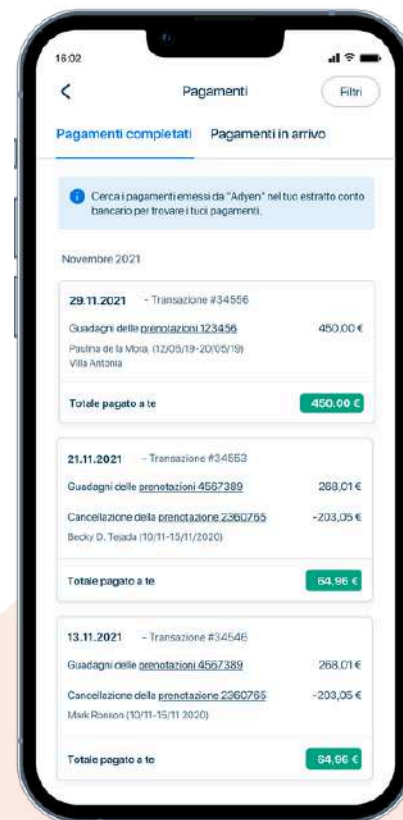 16:02
Pagamenti
Filtri
Pagamenti completati Pagamenti in arrivo
Cerca i pagamenti emessi da "Adyen" nel tuo estratto conto
bancario per trovare i tuoi pagamenti.
Novembre 2021
29.11.2021 - Transazione #34556
Guadagni delle prenotazioni 123456 450.00 €
Paulina de la Mora, (12/05/19-20/05/19)
Villa Antonia
Totale pagato a te 450.00 €
21.11.2021 - Transazione #34553
Guadagni delle prenotazioni 4567389 268,01 €
Cancellazione della prenotazione 2360765 -203,05 €
Becky D. Tejada (10/11-15/11/2020)
Totale pagato a te 64,96 €
13.11.2021 - Transazione #34546
Guadagni delle prenotazioni 4567389 268,01 €
Cancellazione della prenotazione 2360765 -203,05 €
Mark Ronson (10/11-15/11 2020)
Totale pagato a te 64,96 €